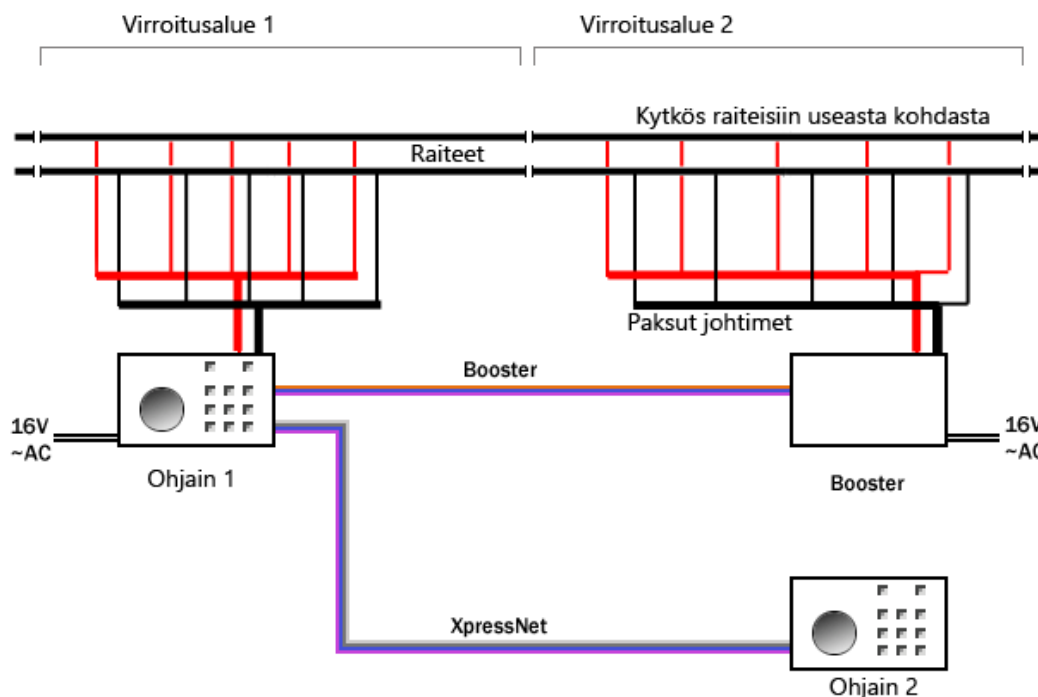 Virroitusalue 1
Virroitusalue 2
Kytkös raiteisiin useasta kohdasta
Raiteet
Paksut johtimet
Booster
16V
~AC
16V
~AC
Ohjain 1
Booster
XpressNet
Ohjain 2